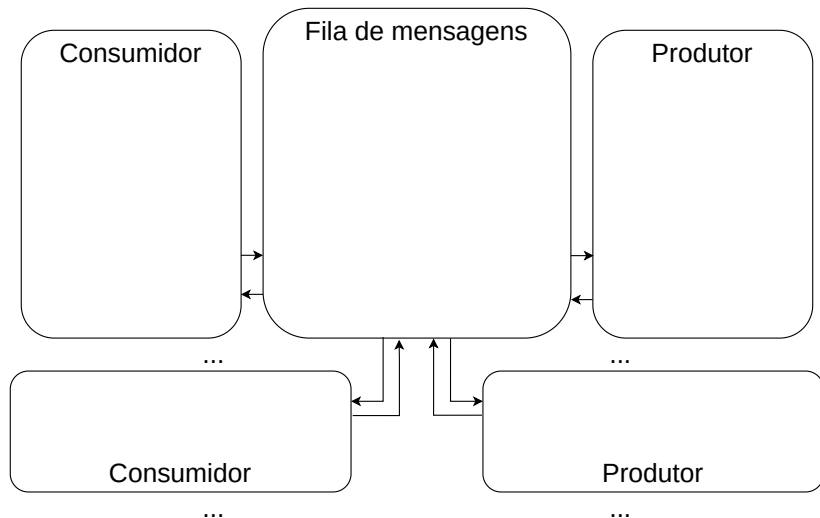 Consumidor
Fila de mensagens
Produtor
...
...
Consumidor
Produtor
...
...